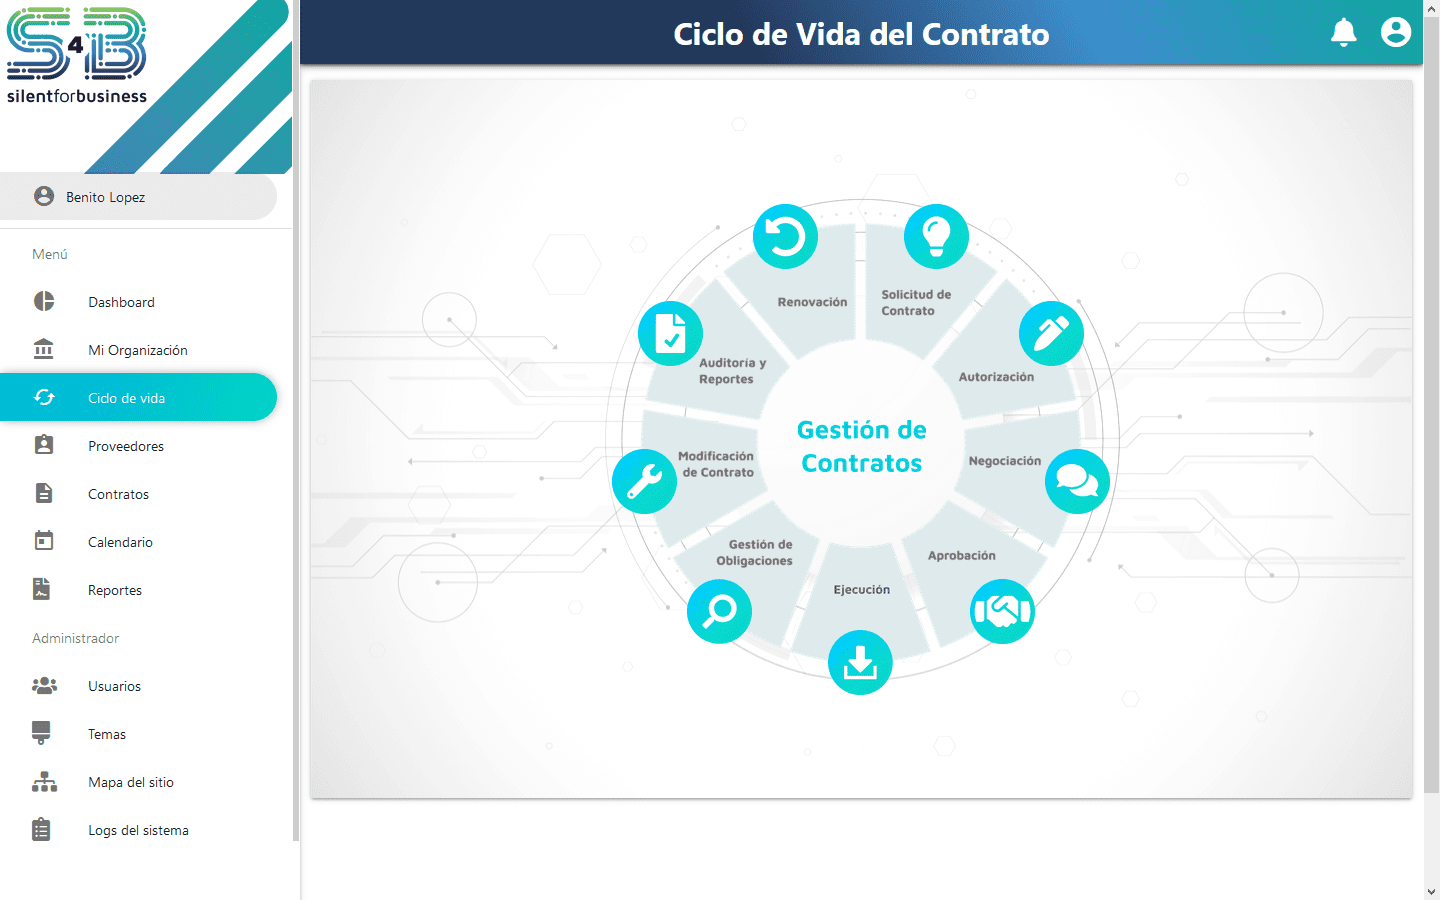 S4B
silentforbusiness
Benito Lopez
Menú
Dashboard
Mi Organización
Ciclo de vida
Proveedores
Contratos
Calendario
Reportes
Administrador
Usuarios
Temas
Mapa del sitio
Logs del sistema
Ciclo de Vida del Contrato
Renovación
Solicitud de
Contrato
Autorización
Negociación
Aprobación
Ejecución
Gestión de
Obligaciones
Modificación
de Contrato
Auditoría y
Reportes
Gestión de
Contratos